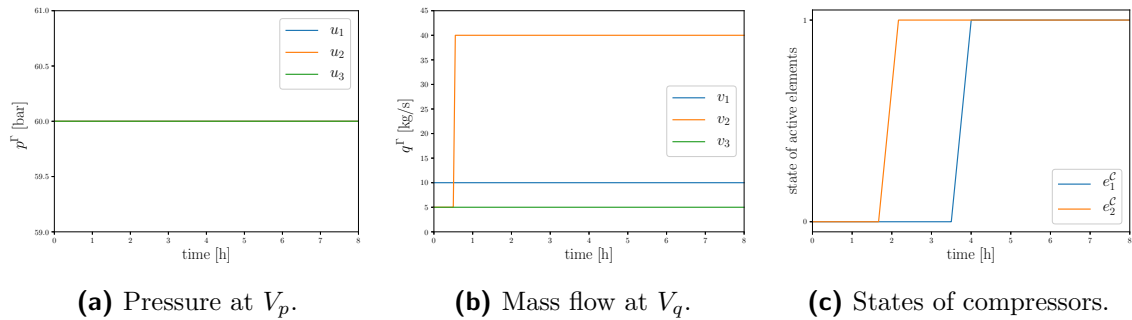 61.0
60.5
60.0
59.5
59.0
p^Γ [bar]
u_1
u_2
u_3
0 1 2 3 4 5 6 7 8
time [h]
(a) Pressure at V_p.
45
40
35
30
25
20
15
10
5
0
q^Γ [kg/s]
v_1
v_2
v_3
0 1 2 3 4 5 6 7 8
time [h]
(b) Mass flow at V_q.
1
0
state of active elements
e_1^C
e_2^C
0 1 2 3 4 5 6 7 8
time [h]
(c) States of compressors.